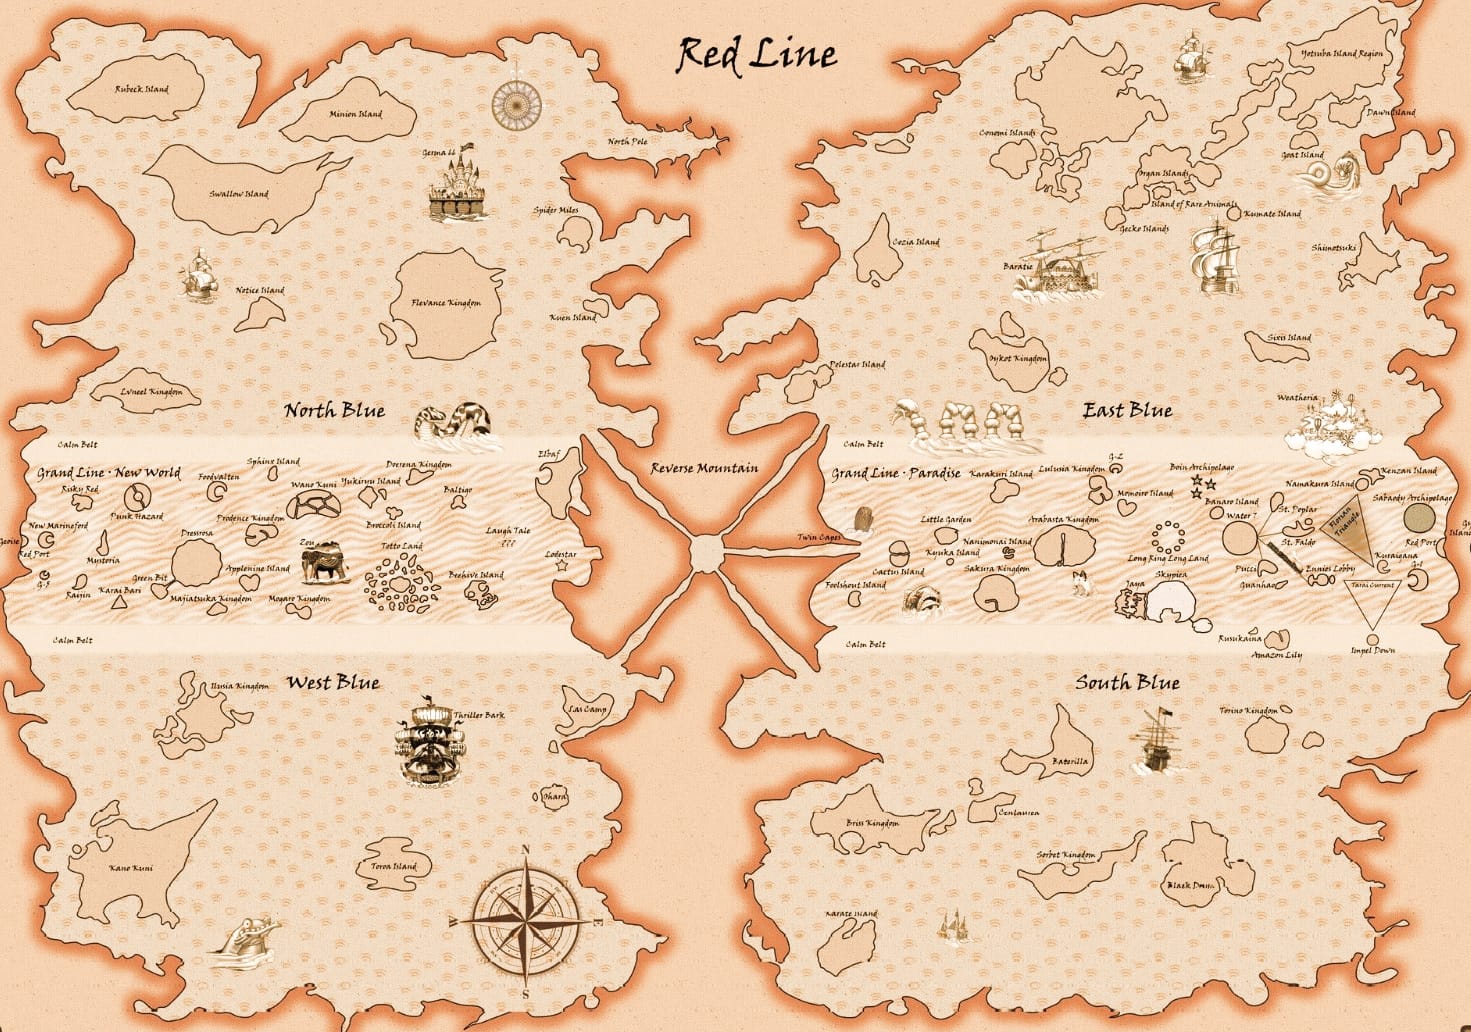 Red Line
Rubeck Island
Minion Island
North Pole
Germa 66
Swallow Island
Spider Miles
Notice Island
Flevance Kingdom
Kuen Island
Lvneel Kingdom
North Blue
Yotsuba Island Region
Dawn Island
Conomi Islands
Goat Island
Organ Islands
Island of Rare Animals
Kumate Island
Gecko Islands
Cozia Island
Shimotsuki
Baratie
Sixis Island
Oykot Kingdom
Polestar Island
Weatheria
East Blue
Calm Belt
Calm Belt
Reverse Mountain
Grand Line · New World
Sphinx Island
Doerena Kingdom
Elbaf
Risky Red
Foodvalten
Wano Kuni
Yukiryu Island
Baltigo
Punk Hazard
New Marineford
Prodence Kingdom
Broccoli Island
Laugh Tale
???
Red Port
Mystoria
Dressrosa
Zou
Totto Land
Lodestar
G-5
Raijin
Karai Bari
Green Bit
Applenine Island
Beehive Island
Majiatsuka Kingdom
Mogaro Kingdom
Calm Belt
Grand Line · Paradise
Karakuri Island
Lulusia Kingdom
G-2
Boin Archipelago
Kenzan Island
Momoiro Island
Banaro Island
Namakura Island
Sabaody Archipelago
Twin Capes
Little Garden
Arabasta Kingdom
Water 7
St. Poplar
Florian
Triangle
Nanimonai Island
Kyuka Island
Long Ring Long Land
St. Faldo
Red Port
Cactus Island
Sakura Kingdom
Pucci
Ennies Lobby
Kuraigana
G-1
Foolshout Island
Jaya
Skypiea
Guanhao
Tarai Current
Rusukaina
Amazon Lily
Impel Down
Calm Belt
West Blue
Ilusia Kingdom
Thriller Bark
Las Camp
Ohara
Kano Kuni
Toroa Island
N
E
S
South Blue
Torino Kingdom
Baterilla
Briss Kingdom
Centaurea
Sorbet Kingdom
Karate Island